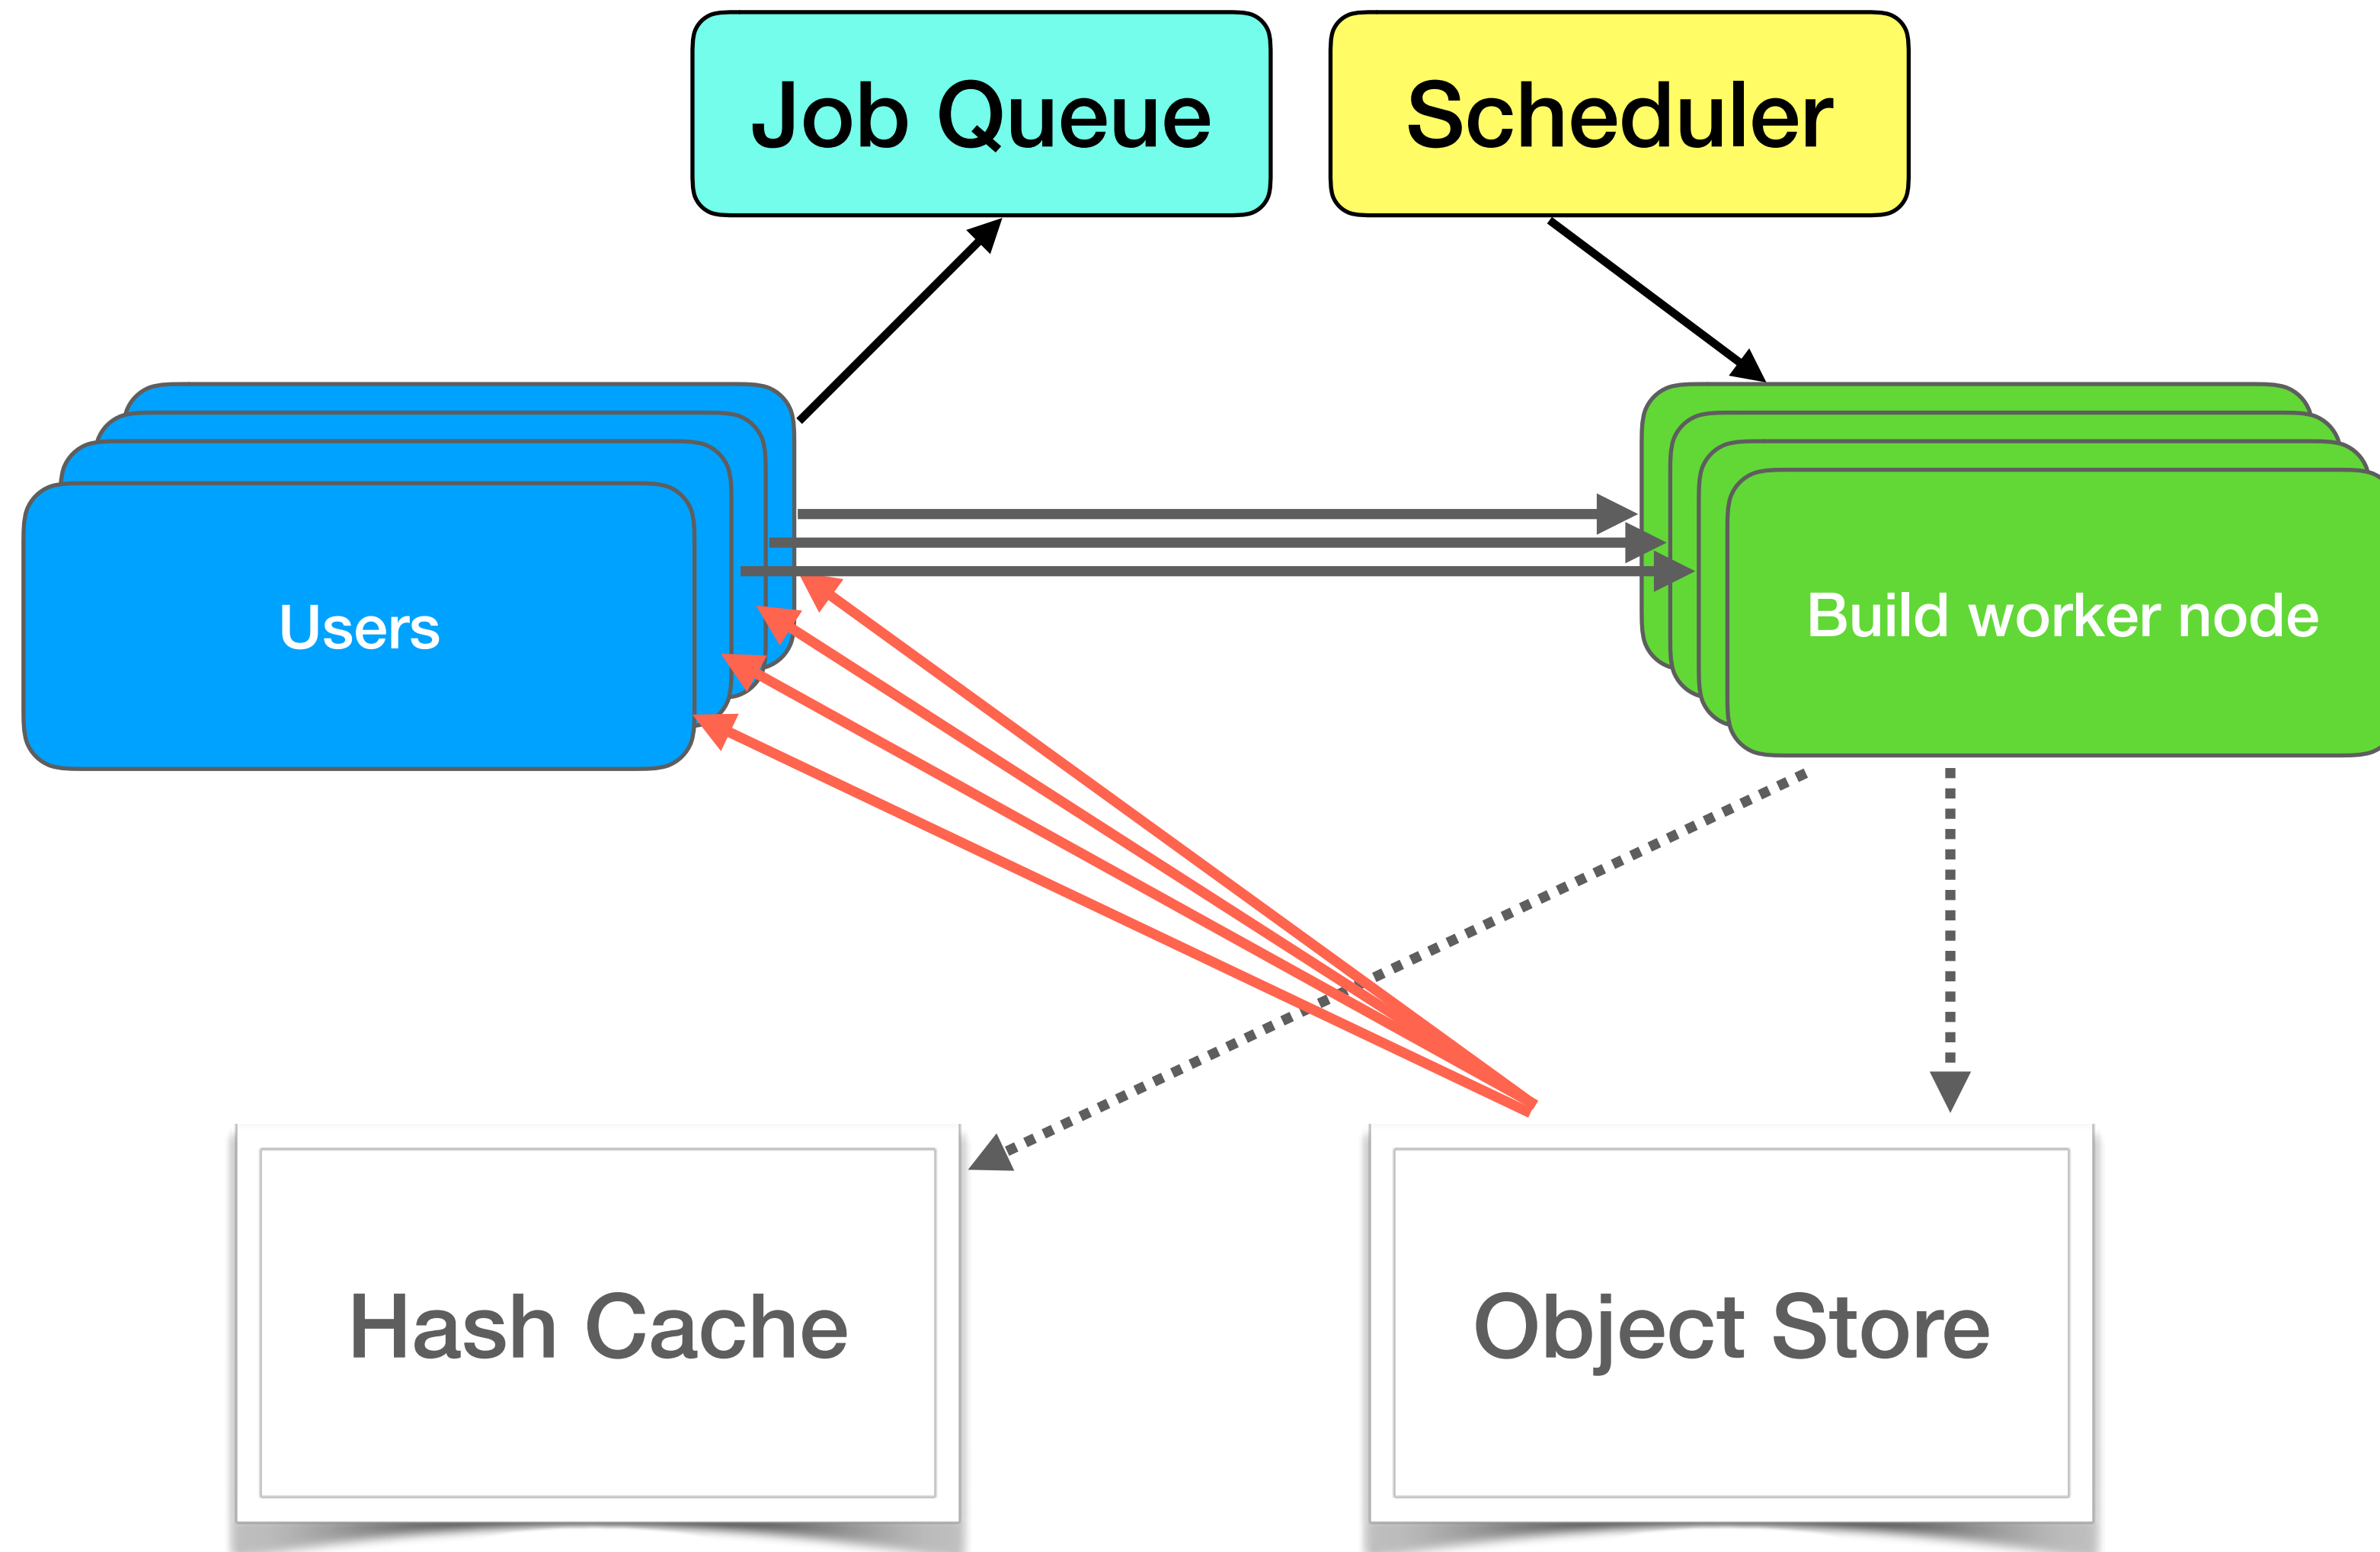 Job Queue
Scheduler
Users
Build worker node
Hash Cache
Object Store